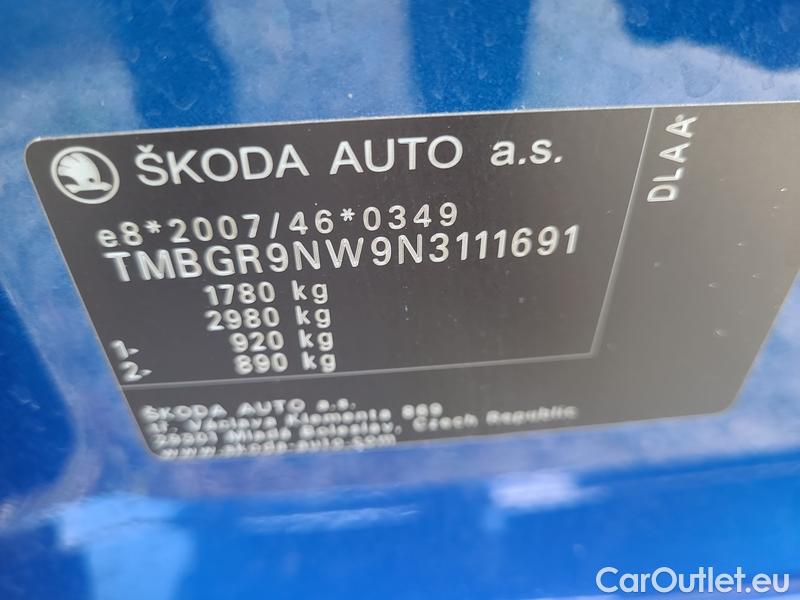 ŠKODA AUTO a.s.
DLAA
e8*2007/46*0349
TMBGR9NW9N3111691
1780 kg
2980 kg
1- 920 kg
2- 890 kg
ŠKODA AUTO a.s.
tř. Václava Klementa 869
29301 Mladá Boleslav, Czech Republic
www.skoda-auto.com
CarOutlet.eu